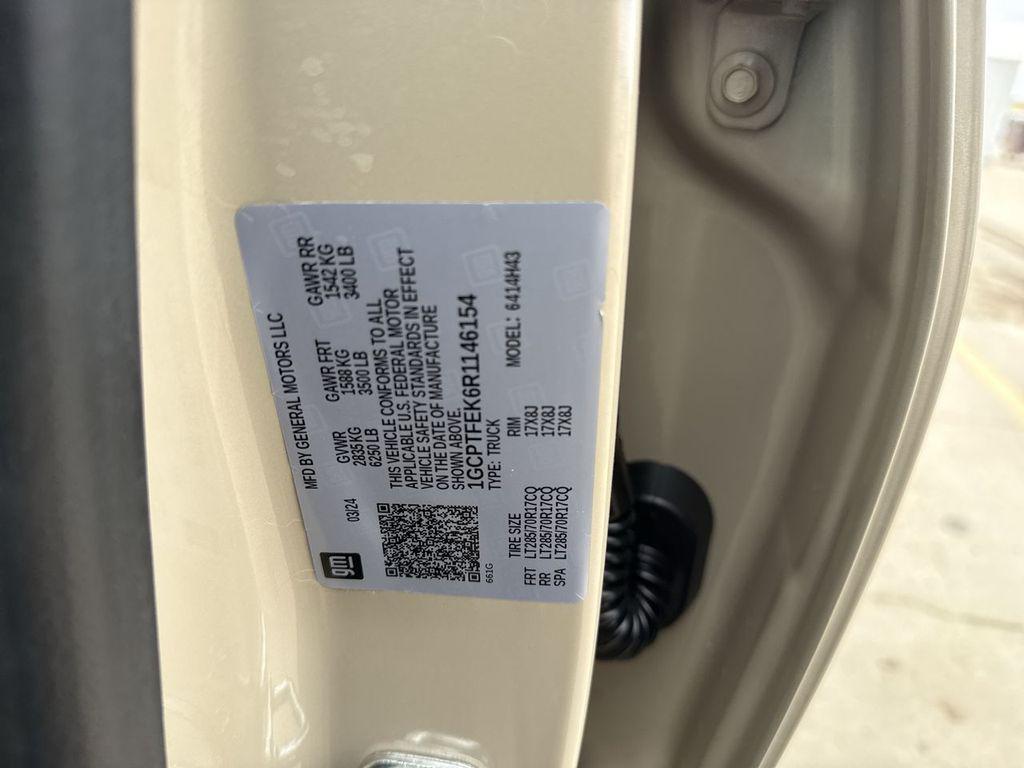 MFD BY GENERAL MOTORS LLC
gm
03/24
GVWR GAWR FRT GAWR RR
2835 KG 1588 KG 1542 KG
6250 LB 3500 LB 3400 LB
THIS VEHICLE CONFORMS TO ALL
APPLICABLE U.S. FEDERAL MOTOR
VEHICLE SAFETY STANDARDS IN EFFECT
ON THE DATE OF MANUFACTURE
SHOWN ABOVE.
1GCPTFEK6R1146154
661G
TYPE: TRUCK MODEL: 6414H43
TIRE SIZE RIM
FRT LT285/70R17CQ 17X8J
RR LT285/70R17CQ 17X8J
SPA LT285/70R17CQ 17X8J